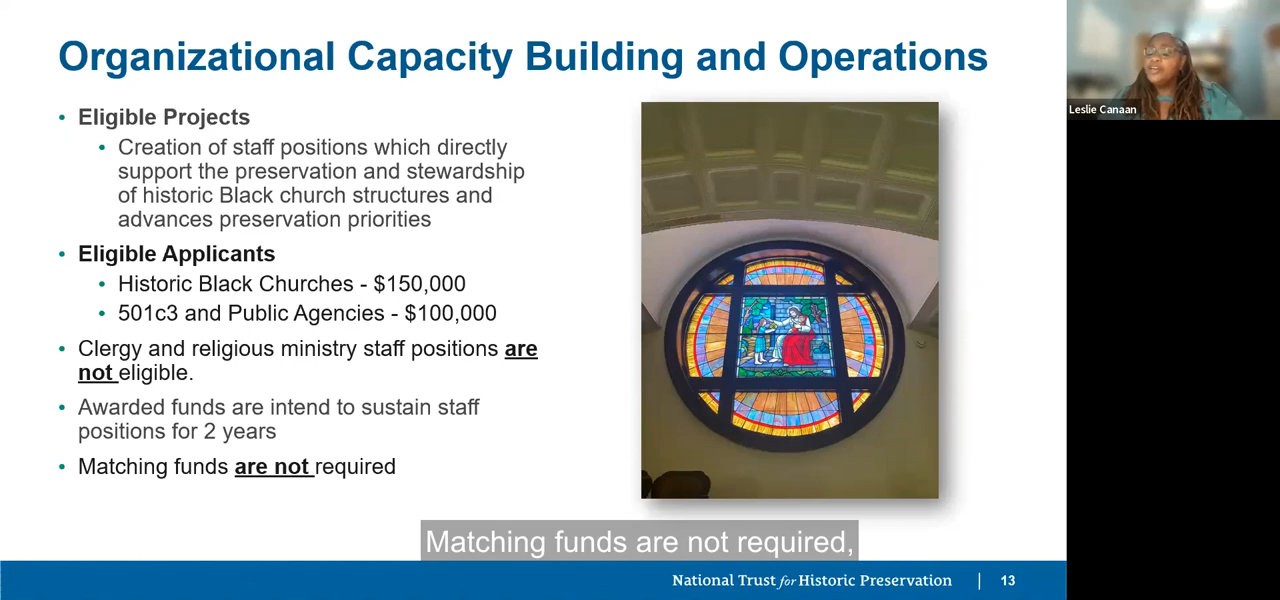 Organizational Capacity Building and Operations
• Eligible Projects
• Creation of staff positions which directly
support the preservation and stewardship
of historic Black church structures and
advances preservation priorities
• Eligible Applicants
• Historic Black Churches - $150,000
• 501c3 and Public Agencies - $100,000
• Clergy and religious ministry staff positions are
not eligible.
• Awarded funds are intend to sustain staff
positions for 2 years
• Matching funds are not required
Leslie Canaan
Matching funds are not required,
National Trust for Historic Preservation | 13